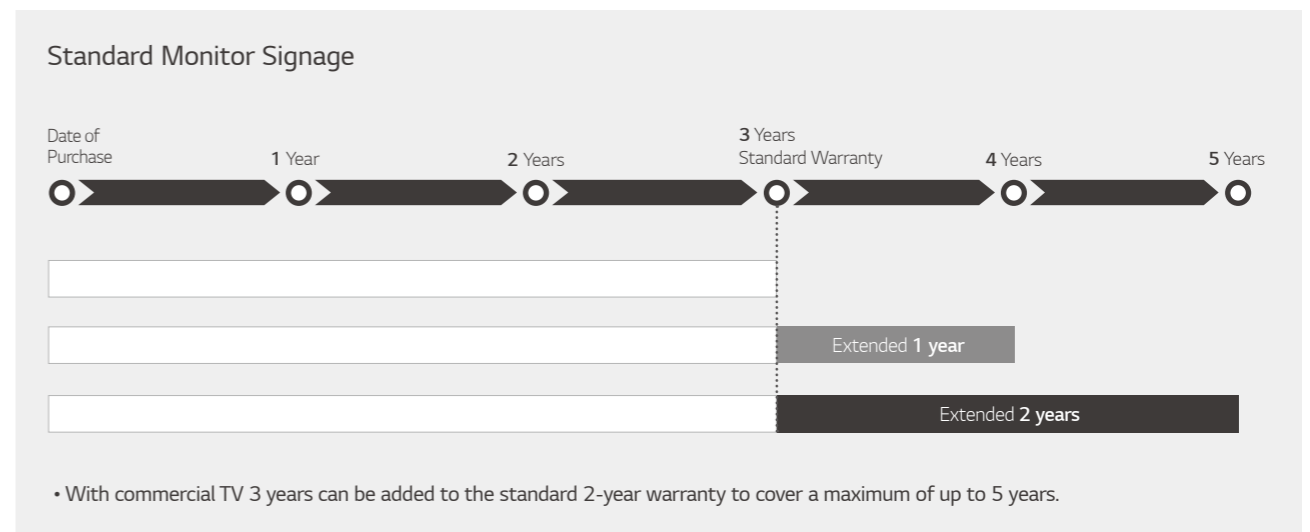 Standard Monitor Signage
Date of
Purchase
1 Year
2 Years
3 Years
Standard Warranty
4 Years
5 Years
Extended 1 year
Extended 2 years
• With commercial TV 3 years can be added to the standard 2-year warranty to cover a maximum of up to 5 years.